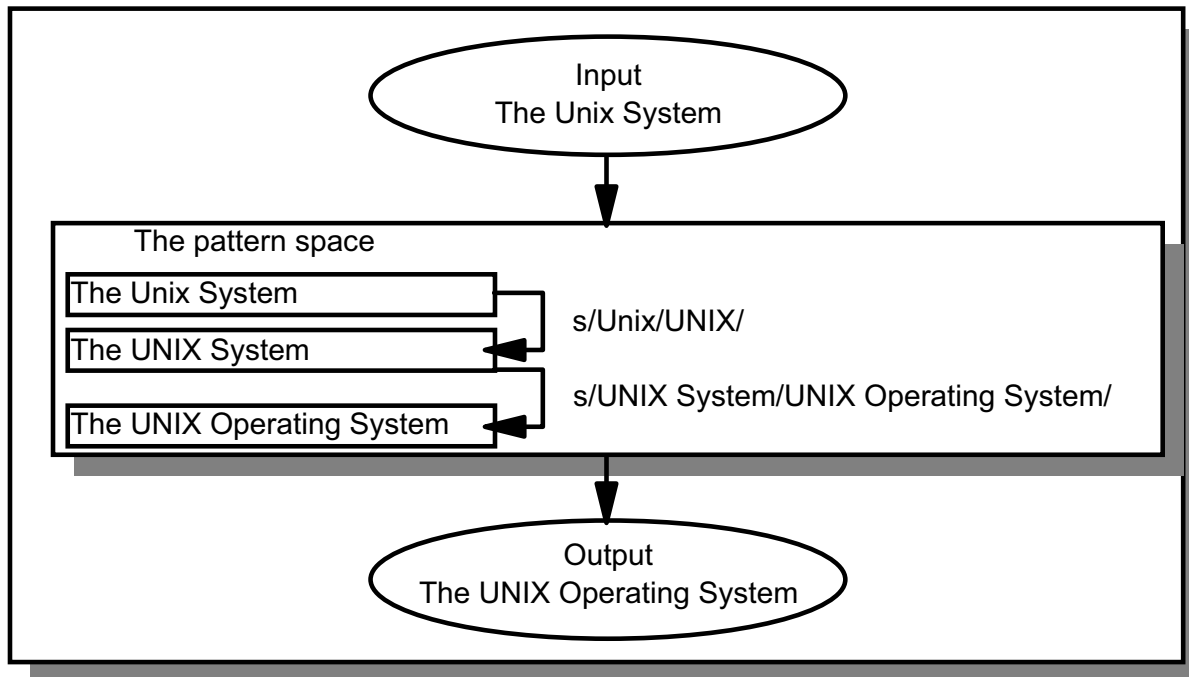 Input
The Unix System
The pattern space
The Unix System
s/Unix/UNIX/
The UNIX System
s/UNIX System/UNIX Operating System/
The UNIX Operating System
Output
The UNIX Operating System